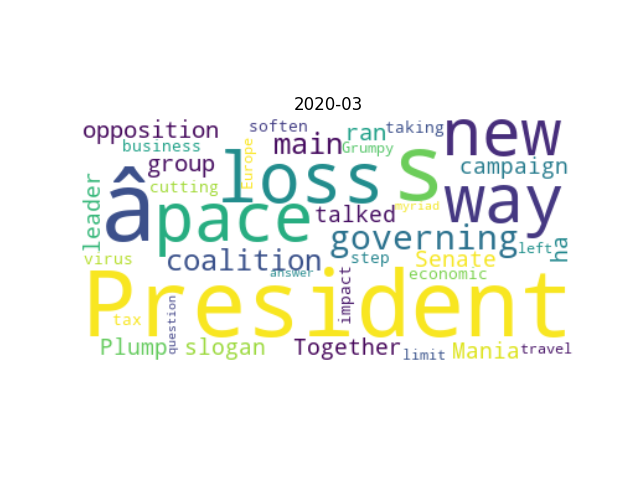 2020-03
opposition soften main ran taking new
business Grumpy
leader group Europe loss s campaign
cutting
â pace talked myriad way
virus coalition governing left ha
step Senate
answer economic
President
tax question impact
Plump slogan Together limit Mania travel